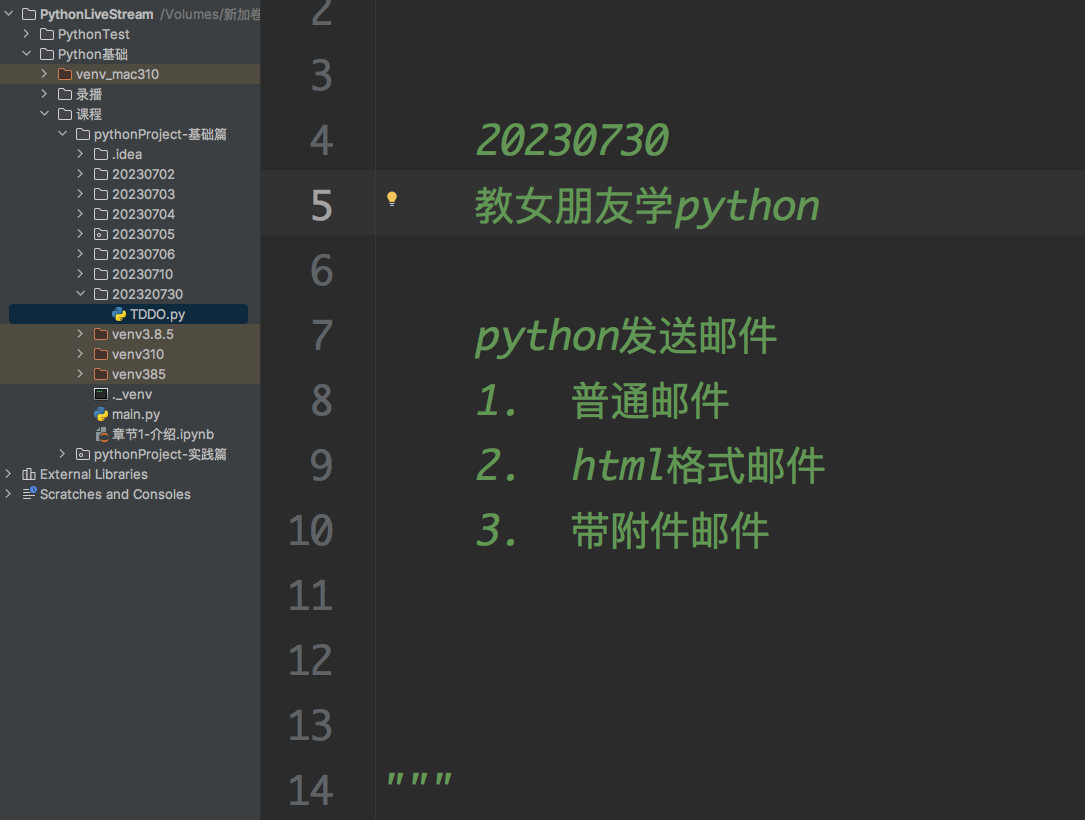 PythonLiveStream /Volumes/新加卷
PythonTest
Python基础
venv_mac310
录播
课程
pythonProject-基础篇
.idea
20230702
20230703
20230704
20230705
20230706
20230710
202320730
TDDO.py
venv3.8.5
venv310
venv385
._venv
main.py
章节1-介绍.ipynb
pythonProject-实践篇
External Libraries
Scratches and Consoles
2
3
4 20230730
5 教女朋友学python
6
7 python发送邮件
8 1. 普通邮件
9 2. html格式邮件
10 3. 带附件邮件
11
12
13
14 """